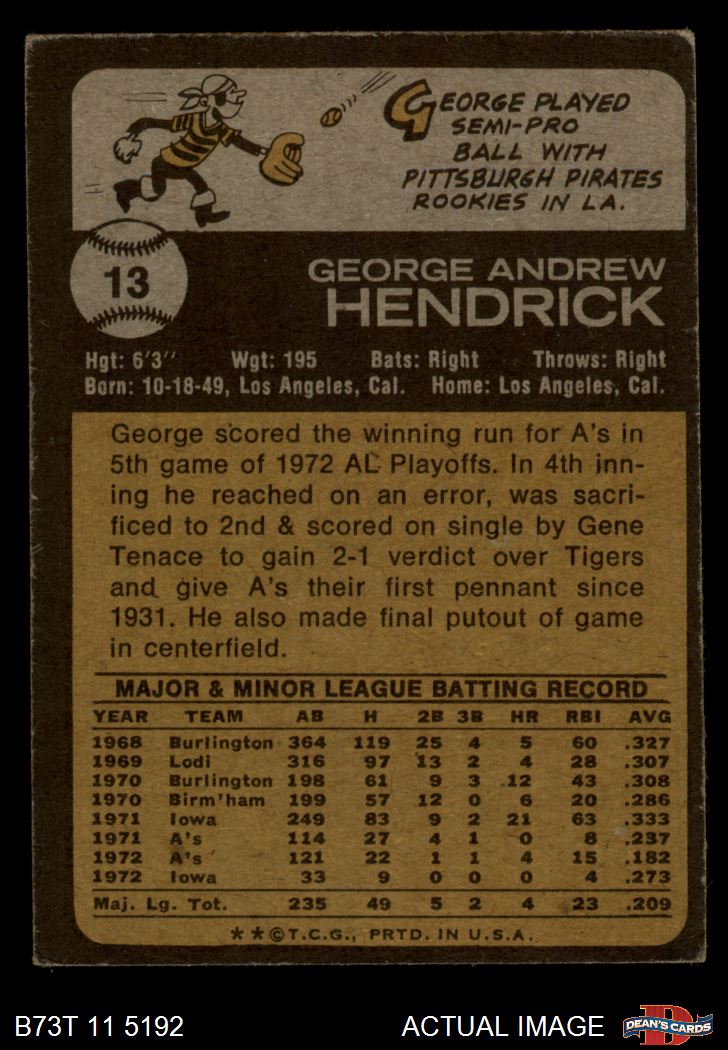 GEORGE PLAYED
SEMI-PRO
BALL WITH
PITTSBURGH PIRATES
ROOKIES IN LA.
13
GEORGE ANDREW
HENDRICK
Hgt: 6'3" Wgt: 195 Bats: Right Throws: Right
Born: 10-18-49, Los Angeles, Cal. Home: Los Angeles, Cal.
George scored the winning run for A's in
5th game of 1972 AL Playoffs. In 4th inn-
ing he reached on an error, was sacri-
ficed to 2nd & scored on single by Gene
Tenace to gain 2-1 verdict over Tigers
and give A's their first pennant since
1931. He also made final putout of game
in centerfield.
MAJOR & MINOR LEAGUE BATTING RECORD
YEAR TEAM AB H 2B 3B HR RBI AVG
1968 Burlington 364 119 25 4 5 60 .327
1969 Lodi 316 97 13 2 4 28 .307
1970 Burlington 198 61 9 3 12 43 .308
1970 Birm'ham 199 57 12 0 6 20 .286
1971 Iowa 249 83 9 2 21 63 .333
1971 A's 114 27 4 1 0 8 .237
1972 A's 121 22 1 1 4 15 .182
1972 Iowa 33 9 0 0 0 4 .273
Maj. Lg. Tot. 235 49 5 2 4 23 .209
**©T.C.G., PRTD. IN U.S.A.
B73T 11 5192 ACTUAL IMAGE
D
DEAN'S CARDS